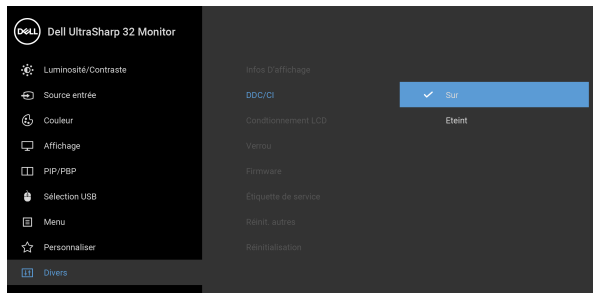 DELL Dell UltraSharp 32 Monitor
Luminosité/Contraste
Infos D'affichage
Source entrée
DDC/CI
Sur
Couleur
Condtionnement LCD
Eteint
Affichage
Verrou
PIP/PBP
Firmware
Sélection USB
Étiquette de service
Menu
Réinit. autres
Personnaliser
Réinitialisation
Divers